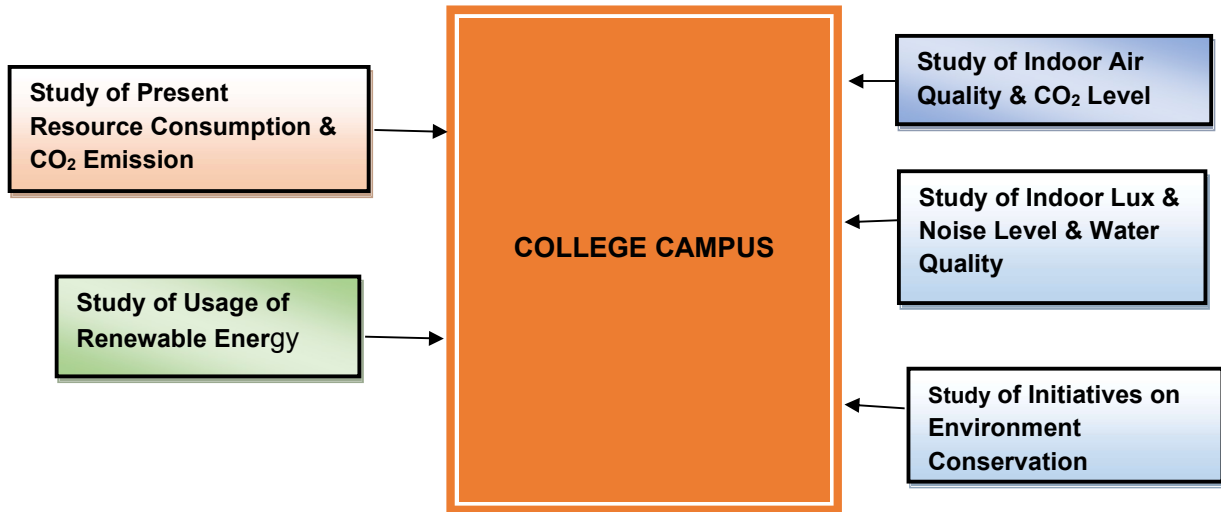 Study of Present
Resource Consumption &
CO₂ Emission
Study of Usage of
Renewable Energy
COLLEGE CAMPUS
Study of Indoor Air
Quality & CO₂ Level
Study of Indoor Lux &
Noise Level & Water
Quality
Study of Initiatives on
Environment
Conservation